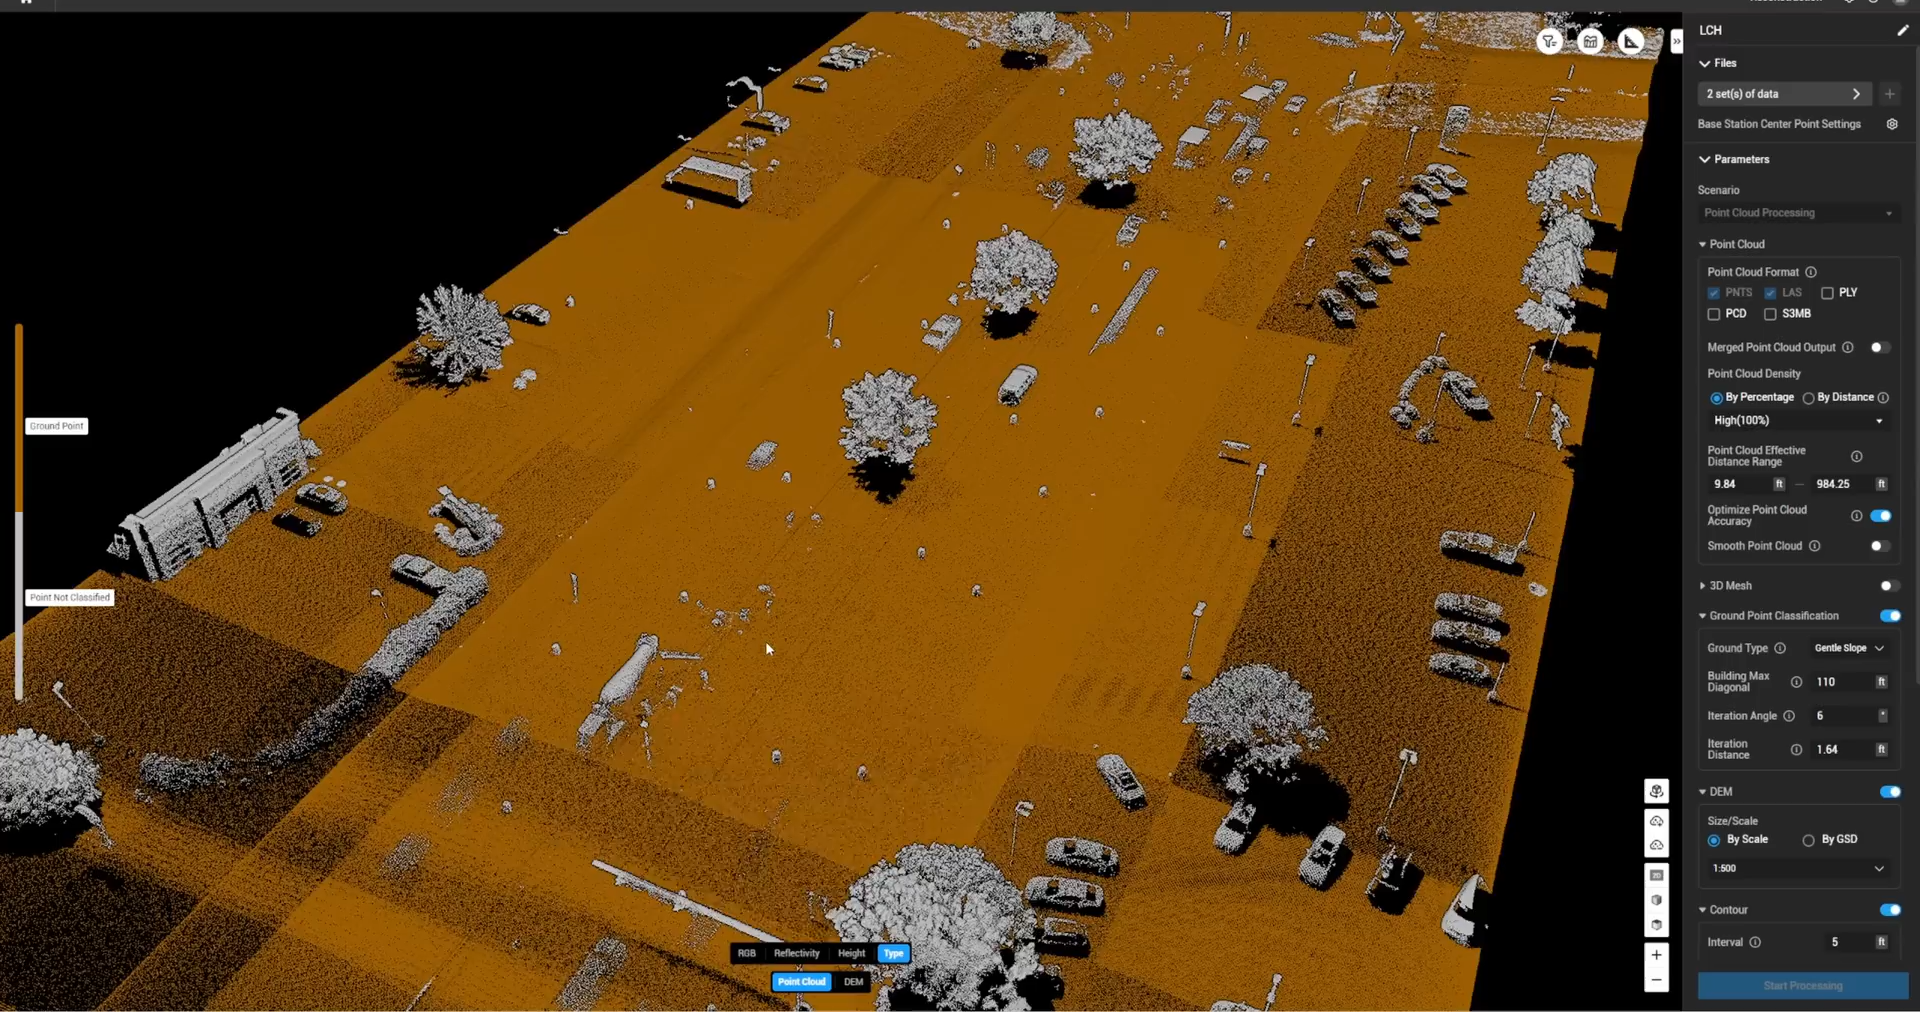 LCH
Files
2 set(s) of data
Base Station Center Point Settings
Parameters
Scenario
Point Cloud Processing
Point Cloud
Point Cloud Format
PNTS LAS PLY
PCD S3MB
Merged Point Cloud Output
Point Cloud Density
By Percentage By Distance
High(100%)
Point Cloud Effective
Distance Range
9.84 ft — 984.25 ft
Optimize Point Cloud
Accuracy
Smooth Point Cloud
3D Mesh
Ground Point Classification
Ground Type Gentle Slope
Building Max
Diagonal
110 ft
Iteration Angle 6 °
Iteration
Distance
1.64 ft
DEM
Size/Scale
By Scale By GSD
1:500
Contour
Interval 5 ft
Start Processing
Ground Point
Point Not Classified
2D
RGB Reflectivity Height Type
Point Cloud DEM